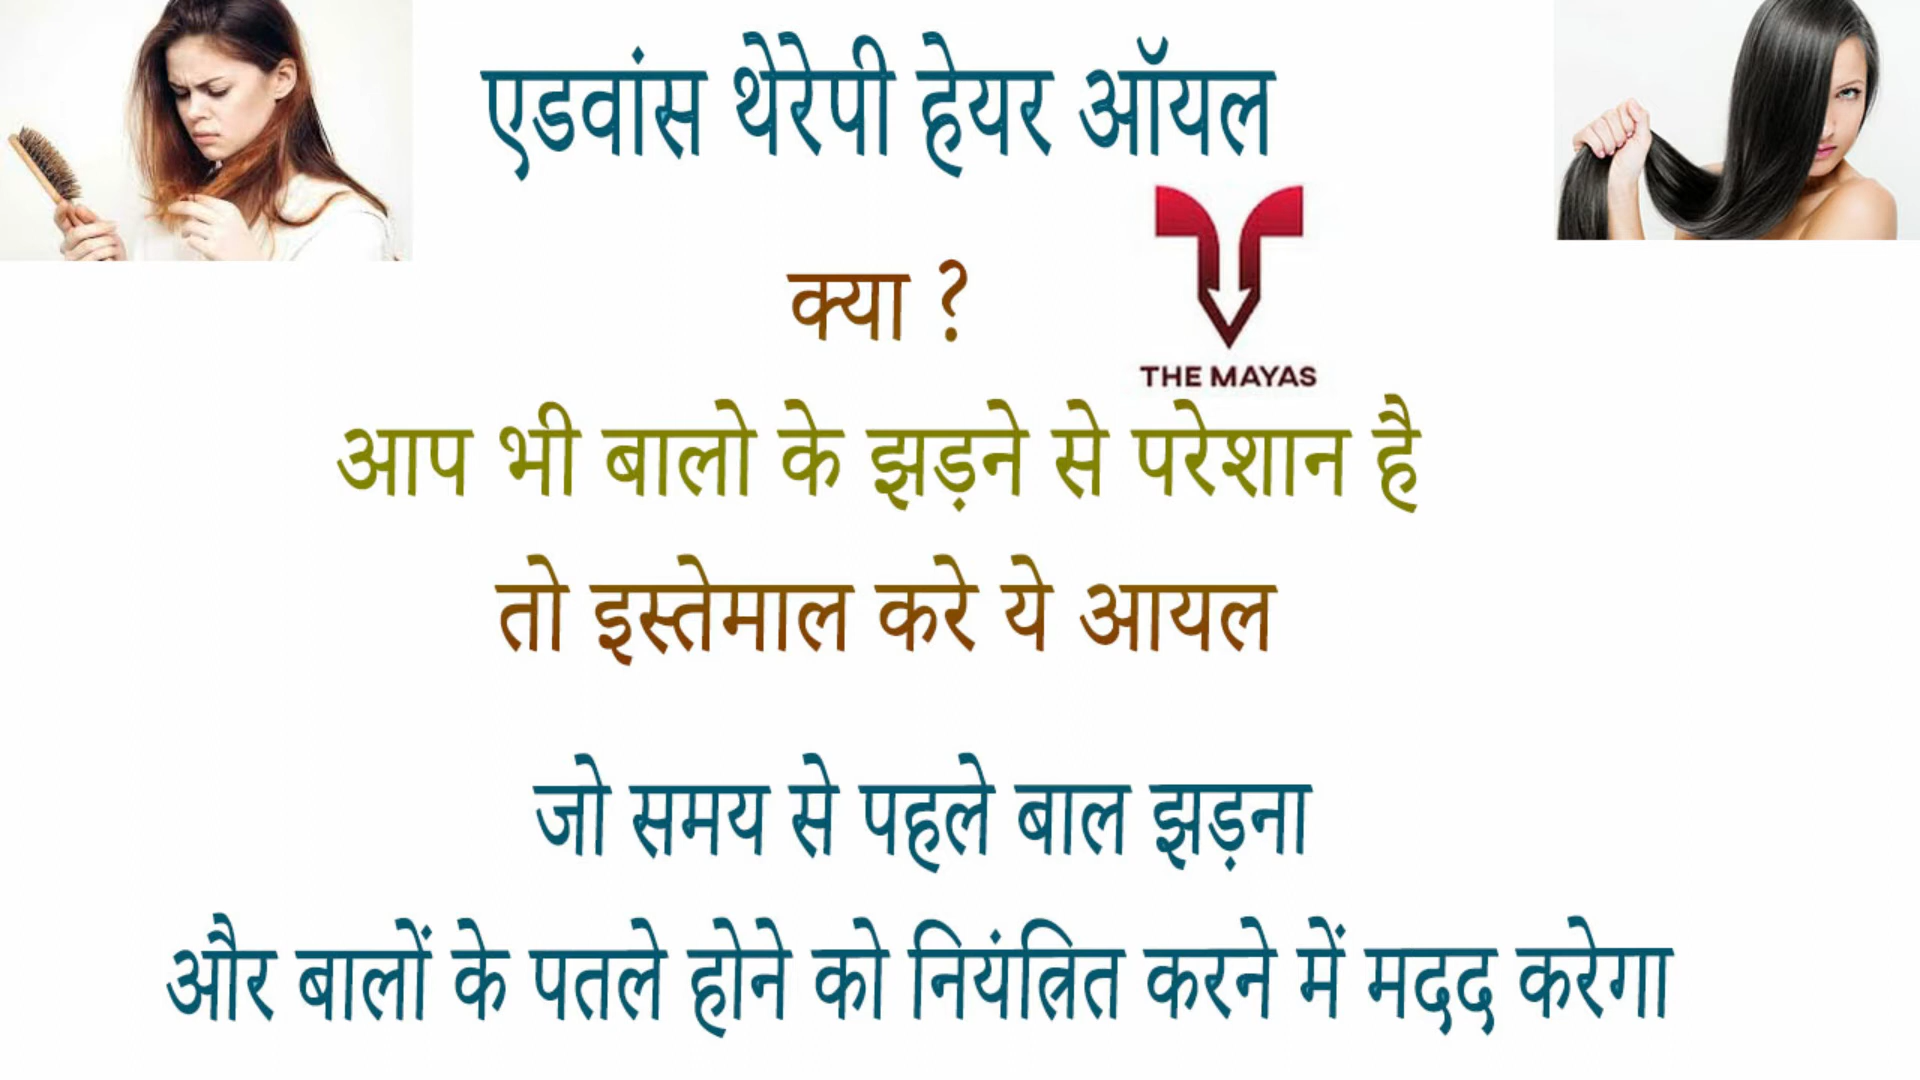 एडवांस थेरेपी हेयर ऑयल
क्या ?
THE MAYAS
आप भी बालो के झड़ने से परेशान है
तो इस्तेमाल करे ये आयल
जो समय से पहले बाल झड़ना
और बालों के पतले होने को नियंत्रित करने में मदद करेगा